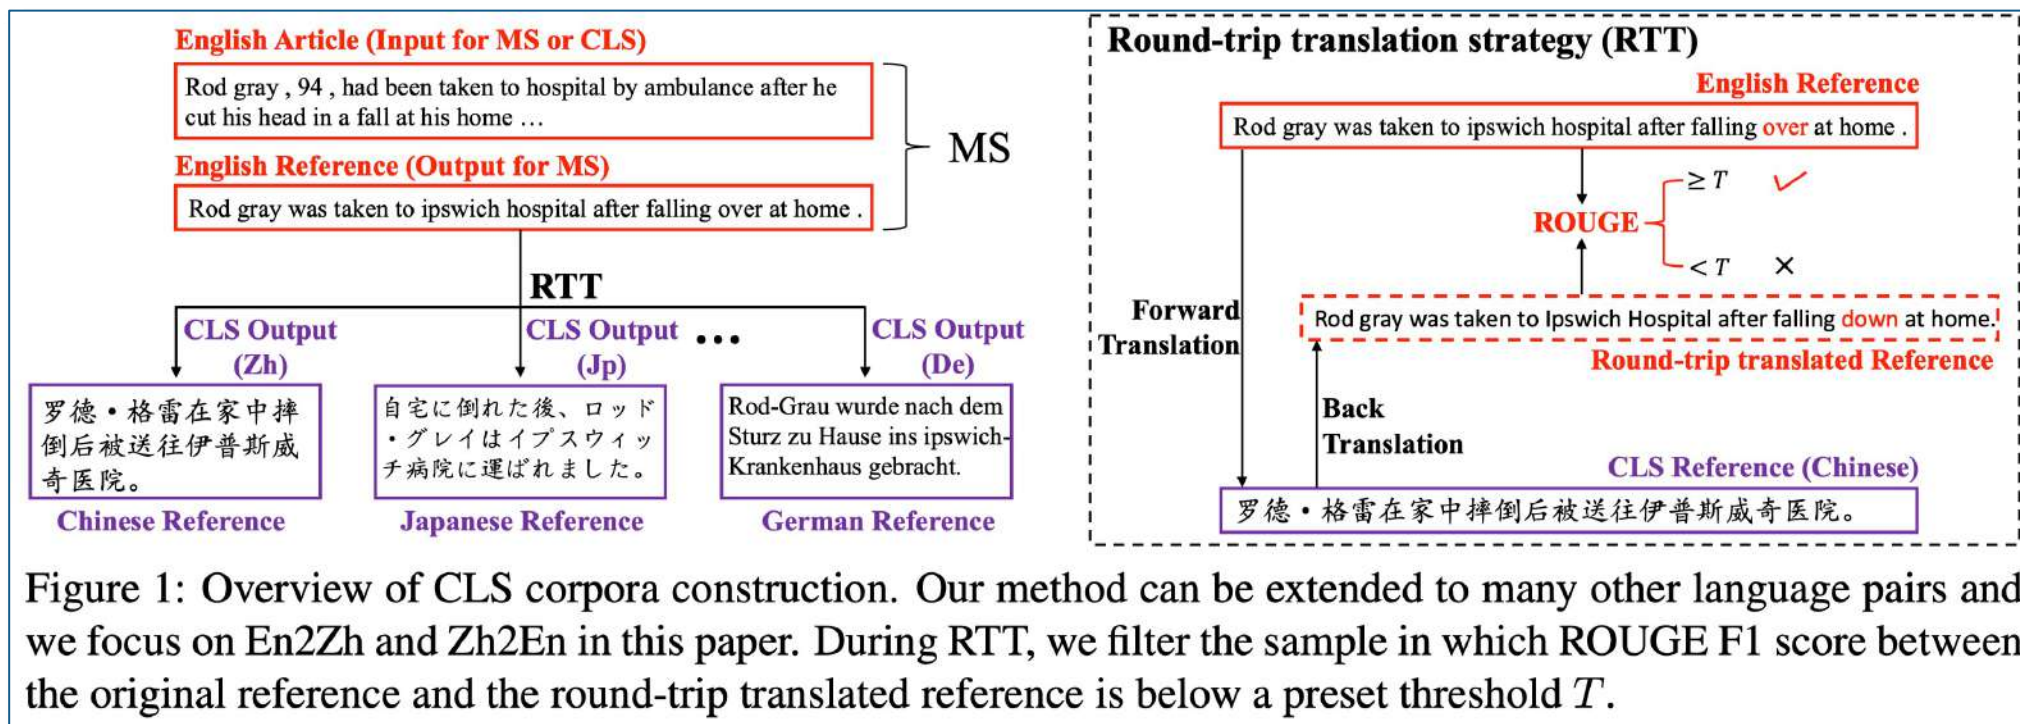 English Article (Input for MS or CLS)
Rod gray , 94 , had been taken to hospital by ambulance after he
cut his head in a fall at his home …
English Reference (Output for MS)
Rod gray was taken to ipswich hospital after falling over at home .
MS
RTT
CLS Output
(Zh)
罗德·格雷在家中摔
倒后被送往伊普斯威
奇医院。
Chinese Reference
CLS Output
(Jp)
自宅に倒れた後、ロッド
・グレイはイプスウィッ
チ病院に運ばれました。
Japanese Reference
...
CLS Output
(De)
Rod-Grau wurde nach dem
Sturz zu Hause ins ipswich-
Krankenhaus gebracht.
German Reference
Round-trip translation strategy (RTT)
English Reference
Rod gray was taken to ipswich hospital after falling over at home .
≥ T ✓
ROUGE
< T ×
Forward
Translation
Rod gray was taken to Ipswich Hospital after falling down at home.
Round-trip translated Reference
Back
Translation
CLS Reference (Chinese)
罗德·格雷在家中摔倒后被送往伊普斯威奇医院。
Figure 1: Overview of CLS corpora construction. Our method can be extended to many other language pairs and
we focus on En2Zh and Zh2En in this paper. During RTT, we filter the sample in which ROUGE F1 score between
the original reference and the round-trip translated reference is below a preset threshold T.